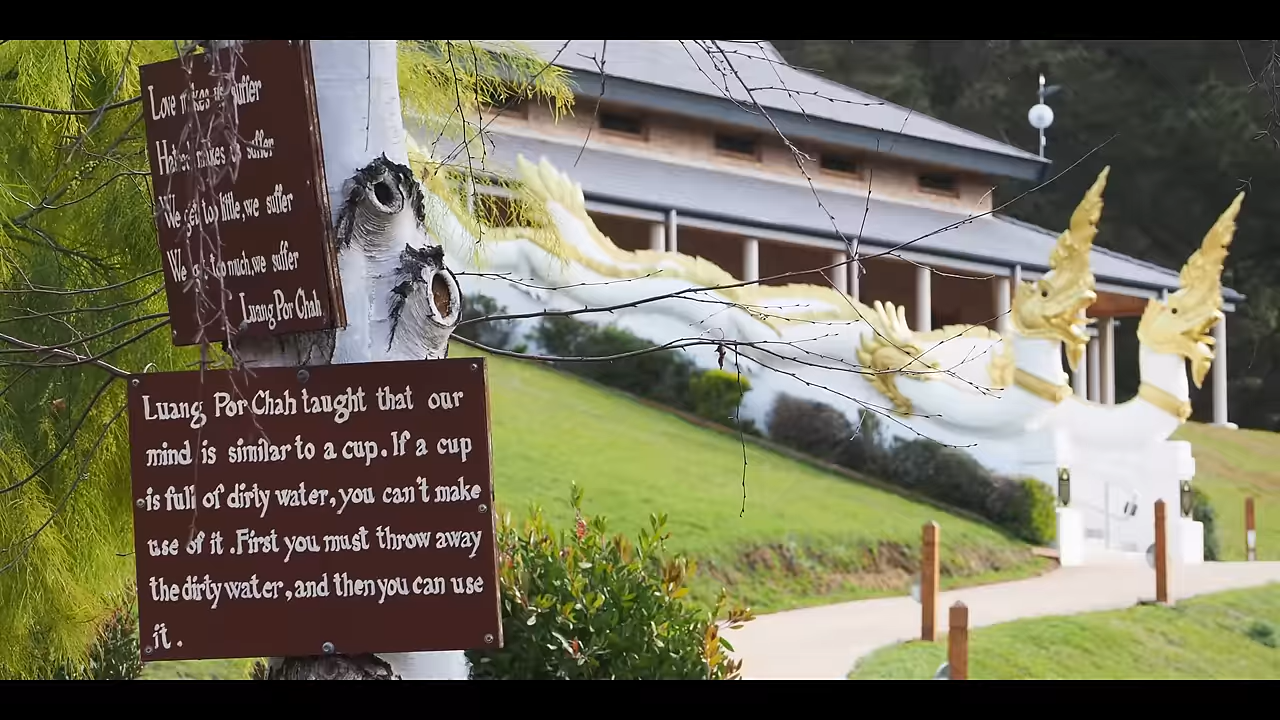 Love makes us suffer
Hatred makes us suffer
We get too little, we suffer
We get too much, we suffer
Luang Por Chah
Luang Por Chah taught that our
mind is similar to a cup. If a cup
is full of dirty water, you can't make
use of it. First you must throw away
the dirty water, and then you can use
it.